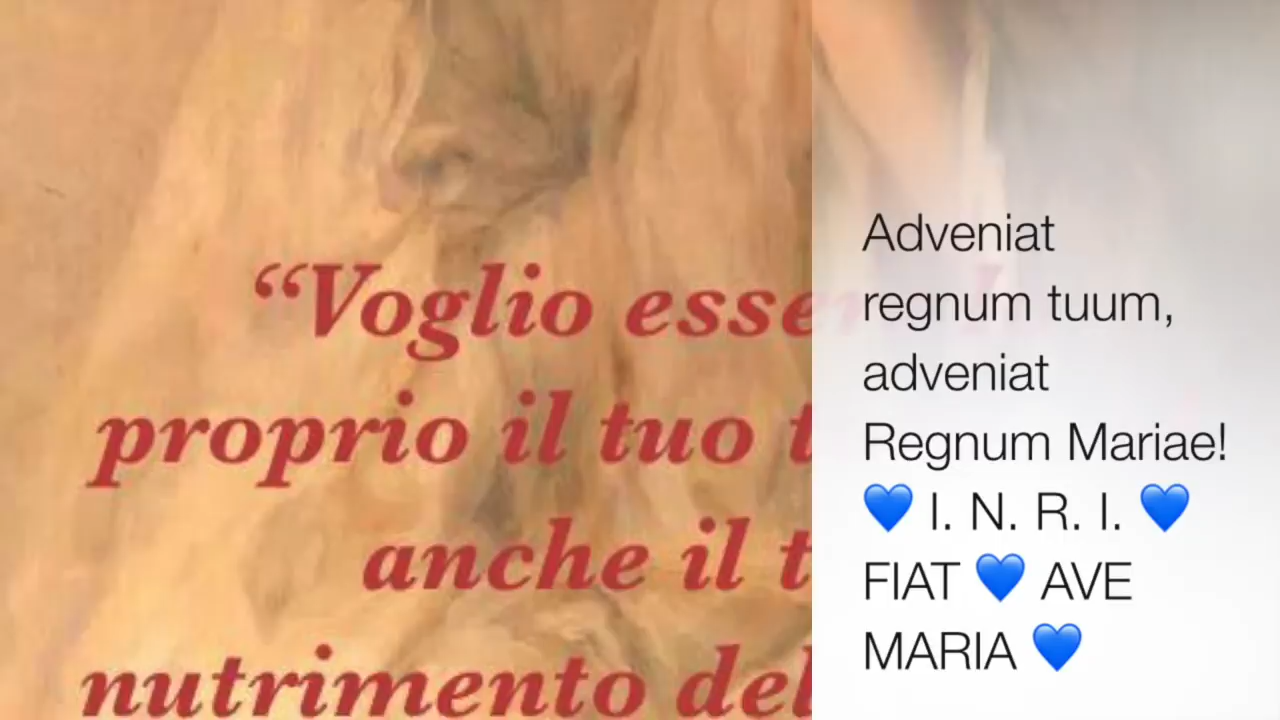 “Voglio esse
proprio il tuo t
anche il t
nutrimento del
Adveniat
regnum tuum,
adveniat
Regnum Mariae!
💙 I. N. R. I. 💙
FIAT 💙 AVE
MARIA 💙